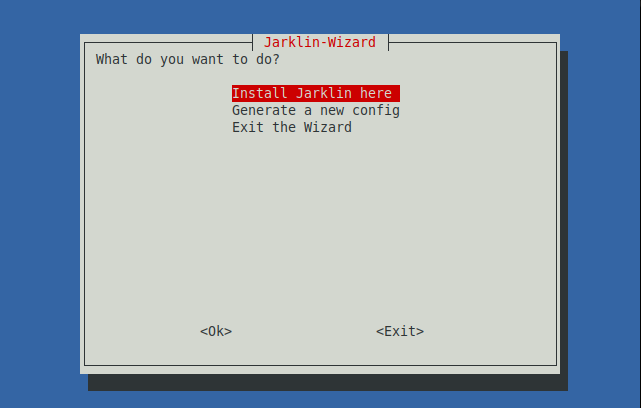 Jarklin-Wizard
What do you want to do?
Install Jarklin here
Generate a new config
Exit the Wizard
<Ok> <Exit>